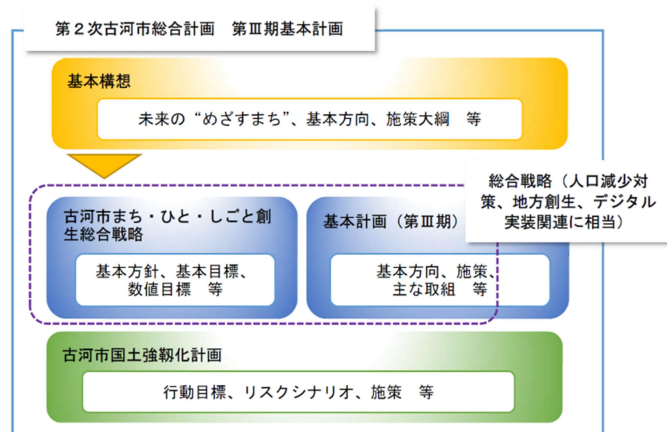 第２次古河市総合計画　第Ⅲ期基本計画
基本構想
未来の“めざすまち”、基本方向、施策大綱　等
総合戦略（人口減少対
策、地方創生、デジタル
実装関連に相当）
古河市まち・ひと・しごと創
生総合戦略
基本方針、基本目標、
数値目標　等
基本計画（第Ⅲ期）
基本方向、施策、
主な取組　等
古河市国土強靱化計画
行動目標、リスクシナリオ、施策　等